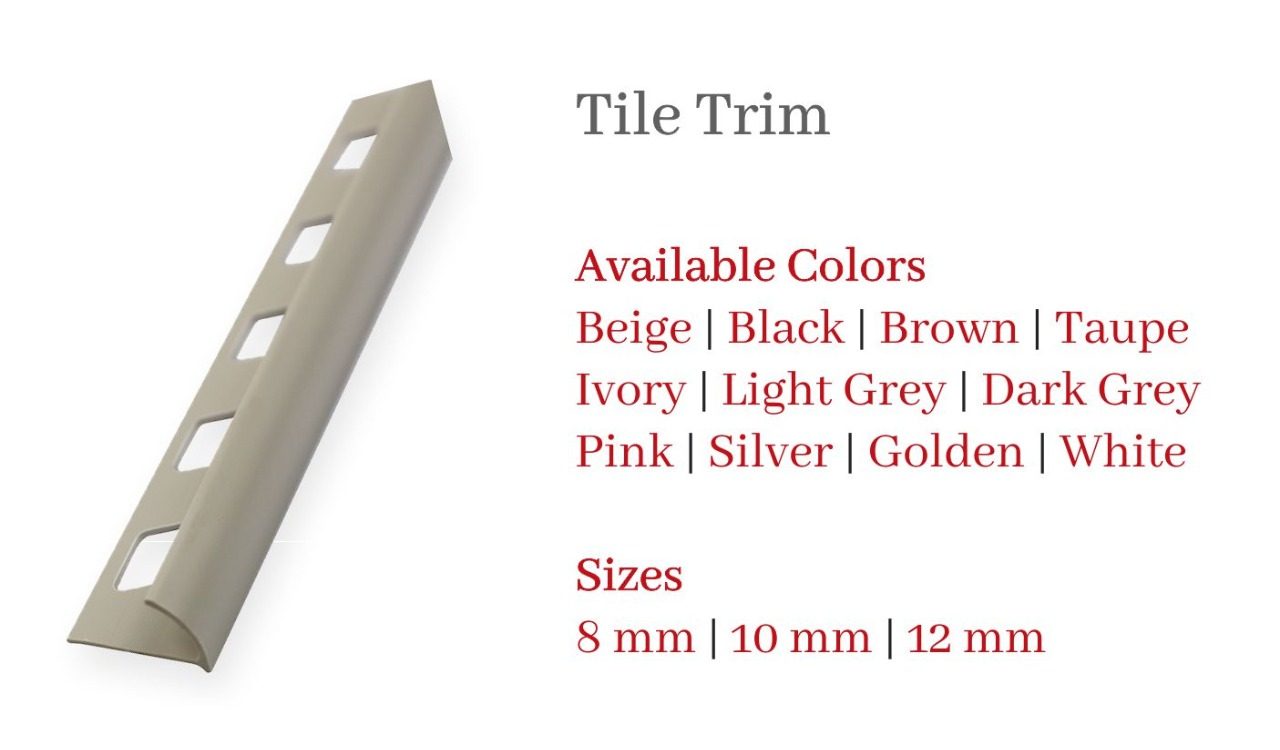 Tile Trim
Available Colors
Beige | Black | Brown | Taupe
Ivory | Light Grey | Dark Grey
Pink | Silver | Golden | White
Sizes
8 mm | 10 mm | 12 mm